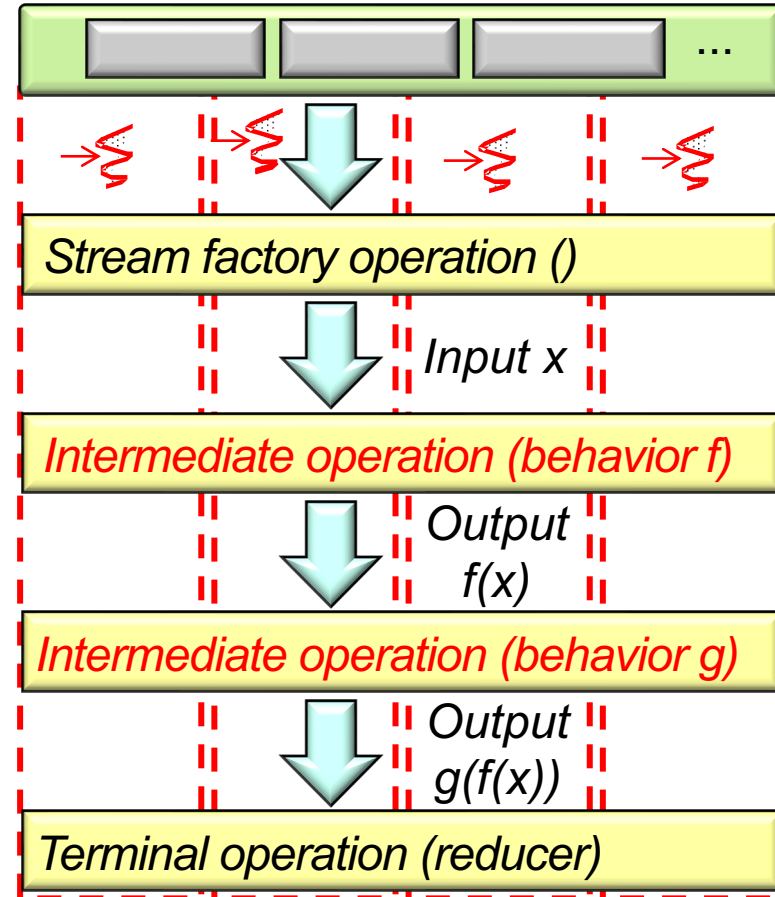 ...
Stream factory operation ()
Input x
Intermediate operation (behavior f)
Output
f(x)
Intermediate operation (behavior g)
Output
g(f(x))
Terminal operation (reducer)